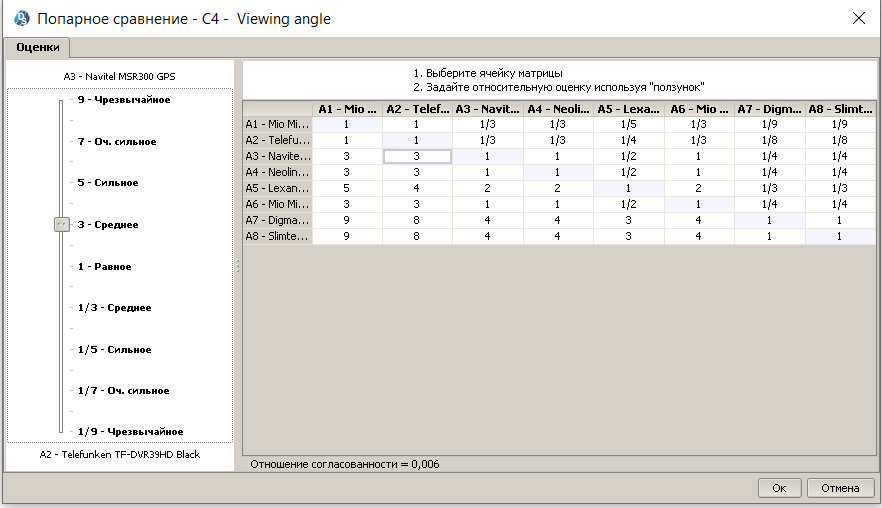 Попарное сравнение - C4 - Viewing angle
Оценки
A3 - Navitel MSR300 GPS
9 - Чрезвычайное
7 - Оч. сильное
5 - Сильное
3 - Среднее
1 - Равное
1/3 - Среднее
1/5 - Сильное
1/7 - Оч. сильное
1/9 - Чрезвычайное
A2 - Telefunken TF-DVR39HD Black
1. Выберите ячейку матрицы
2. Задайте относительную оценку используя "ползунок"
A1 - Mio ... A2 - Telef... A3 - Navit... A4 - Neoli... A5 - Lexa... A6 - Mio ... A7 - Digm... A8 - Slimt...
A1 - Mio Mi... 1 1 1/3 1/3 1/5 1/3 1/9 1/9
A2 - Telefu... 1 1 1/3 1/3 1/4 1/3 1/8 1/8
A3 - Navite... 3 3 1 1 1/2 1 1/4 1/4
A4 - Neolin... 3 3 1 1 1/2 1 1/4 1/4
A5 - Lexan... 5 4 2 2 1 2 1/3 1/3
A6 - Mio Mi... 3 3 1 1 1/2 1 1/4 1/4
A7 - Digma... 9 8 4 4 3 4 1 1
A8 - Slimte... 9 8 4 4 3 4 1 1
Отношение согласованности = 0,006
Ок Отмена